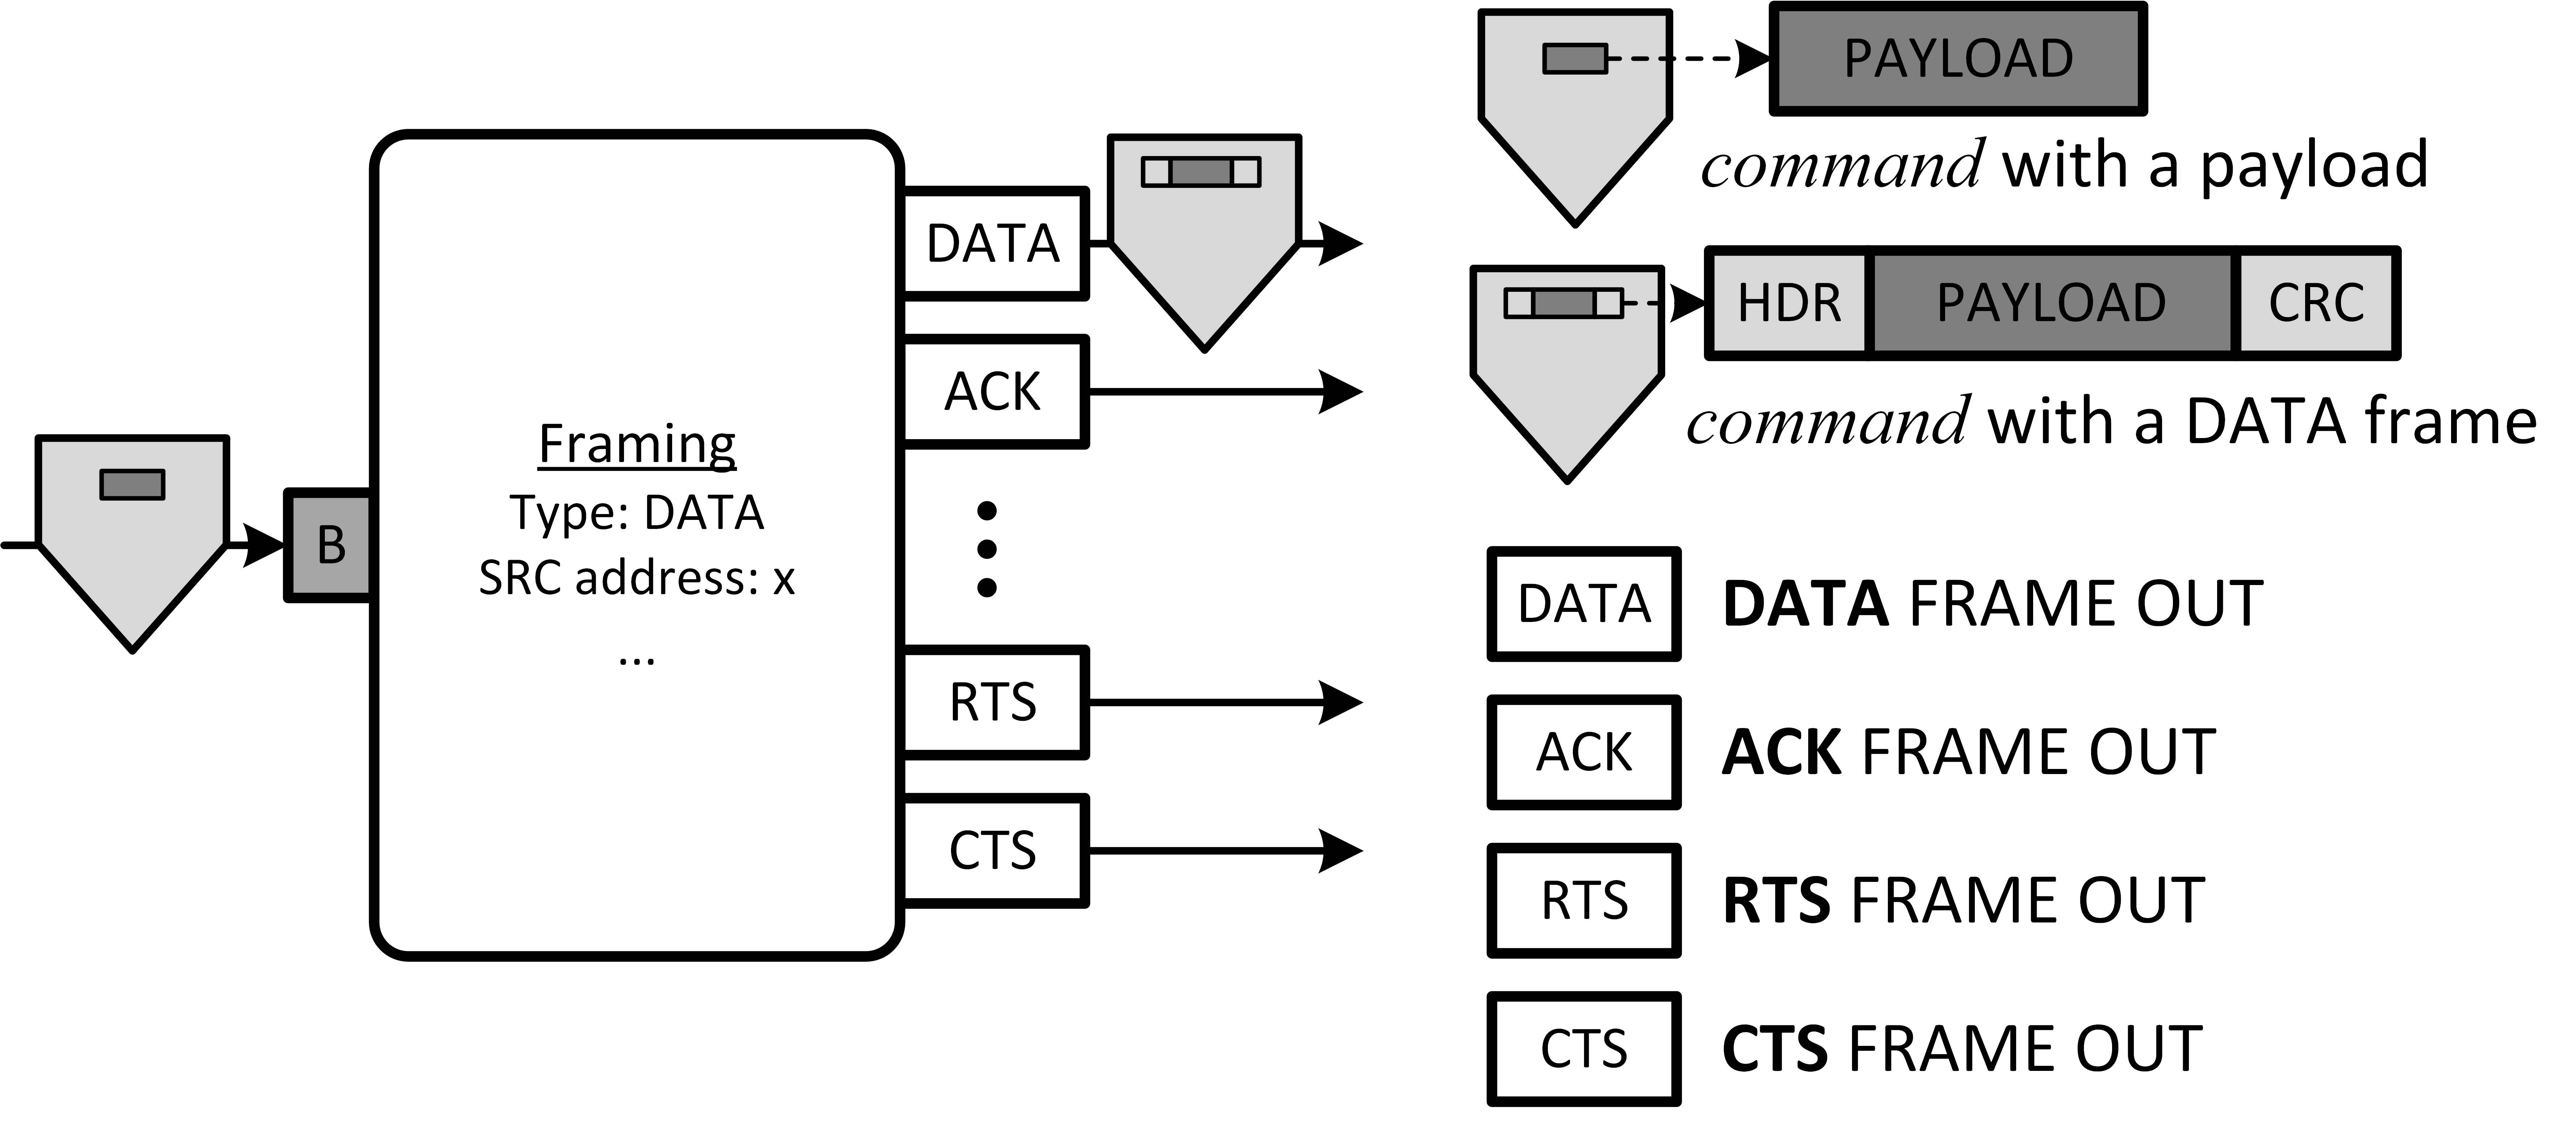 B
Framing
Type: DATA
SRC address: x
...
DATA
ACK
RTS
CTS
PAYLOAD
command with a payload
HDR PAYLOAD CRC
command with a DATA frame
DATA DATA FRAME OUT
ACK ACK FRAME OUT
RTS RTS FRAME OUT
CTS CTS FRAME OUT